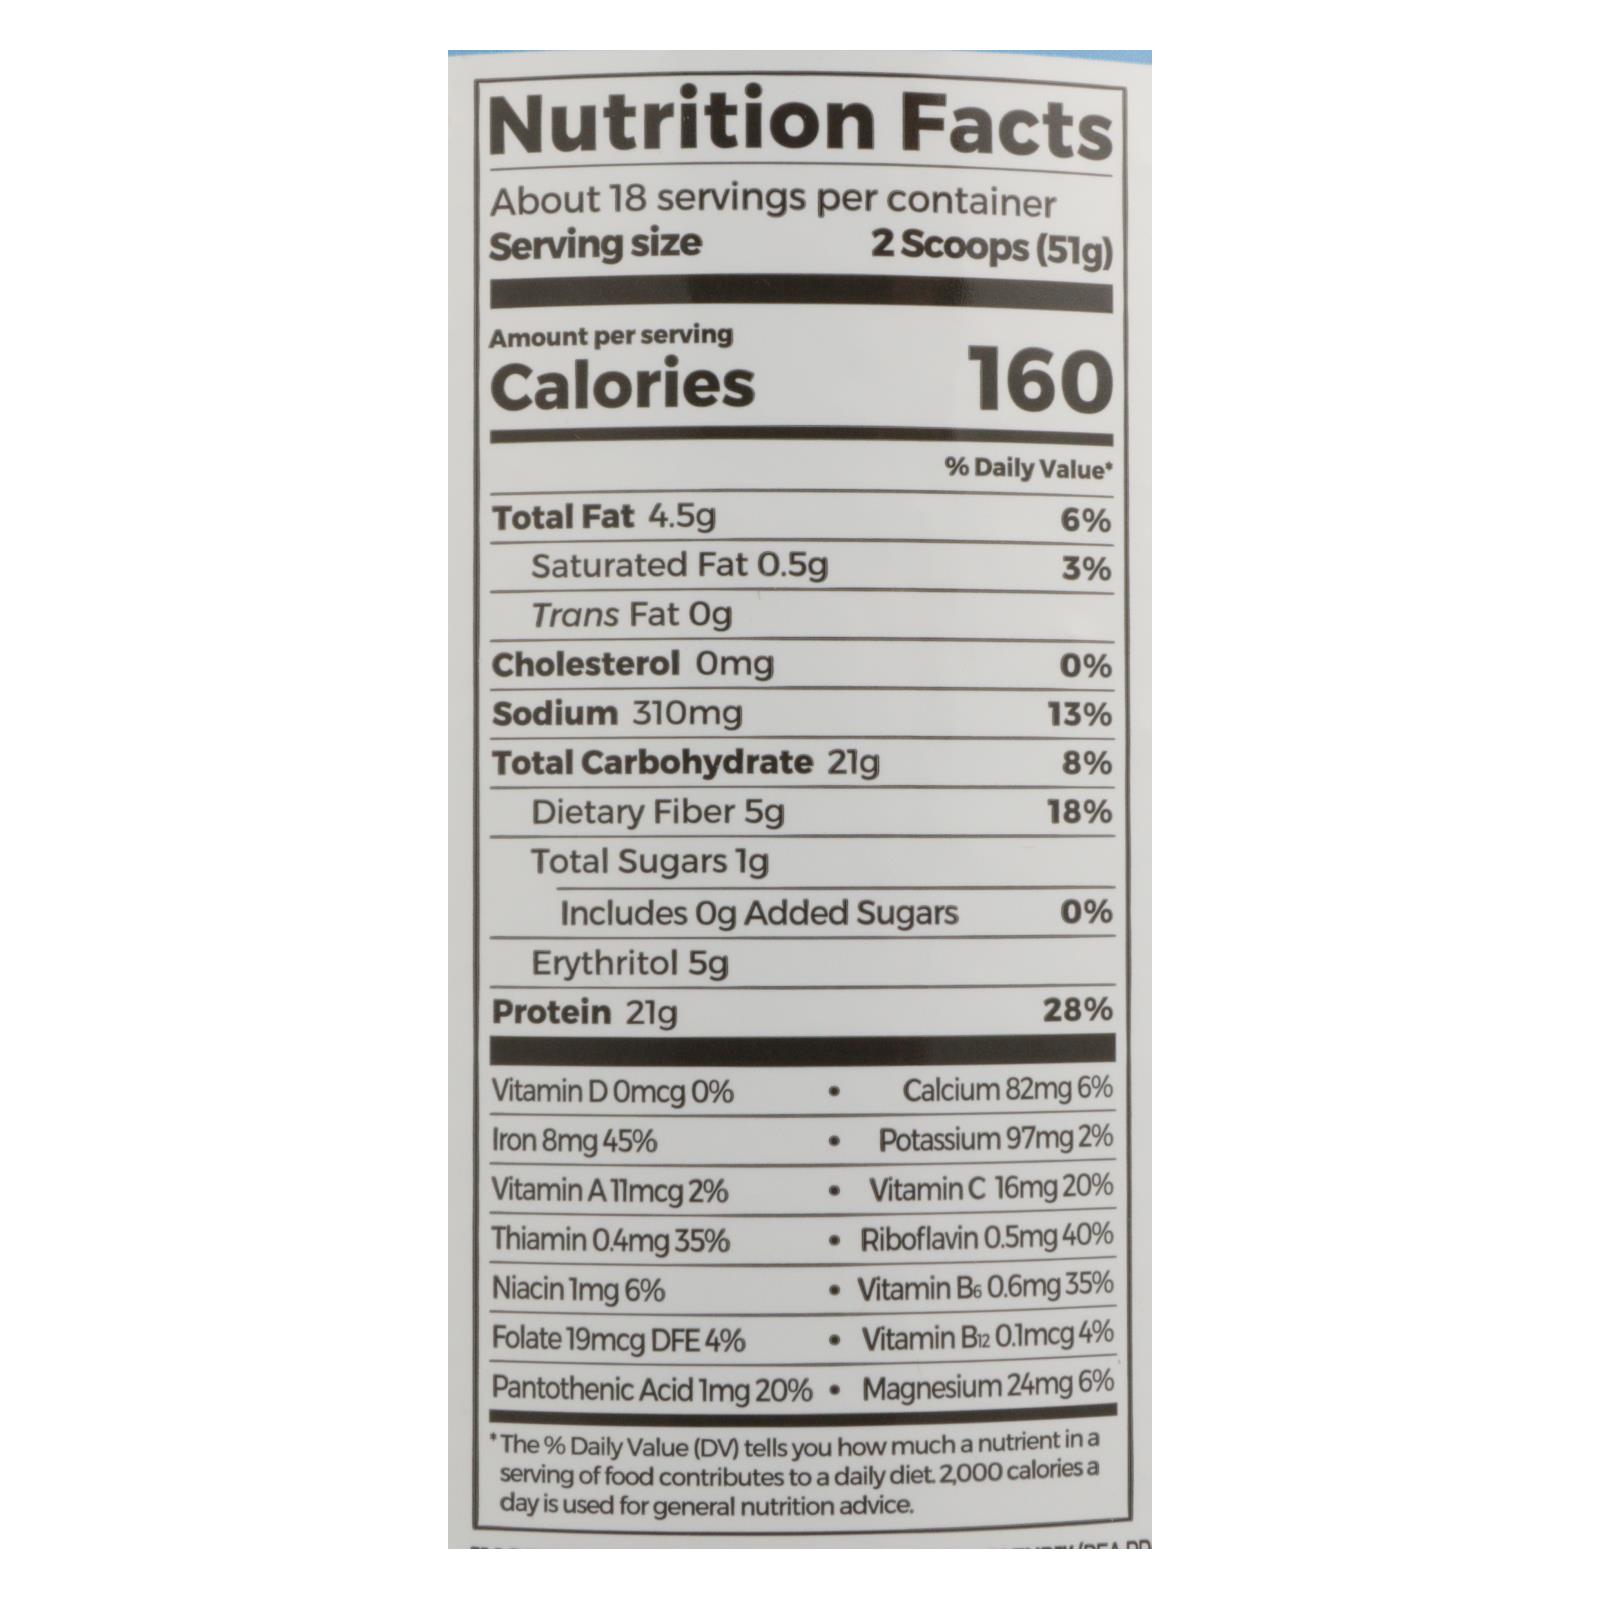 Nutrition Facts
About 18 servings per container
Serving size 2 Scoops (51g)
Amount per serving
Calories 160
% Daily Value*
Total Fat 4.5g 6%
Saturated Fat 0.5g 3%
Trans Fat 0g
Cholesterol 0mg 0%
Sodium 310mg 13%
Total Carbohydrate 21g 8%
Dietary Fiber 5g 18%
Total Sugars 1g
Includes 0g Added Sugars 0%
Erythritol 5g
Protein 21g 28%
Vitamin D 0mcg 0% • Calcium 82mg 6%
Iron 8mg 45% • Potassium 97mg 2%
Vitamin A 11mcg 2% • Vitamin C 16mg 20%
Thiamin 0.4mg 35% • Riboflavin 0.5mg 40%
Niacin 1mg 6% • Vitamin B6 0.6mg 35%
Folate 19mcg DFE 4% • Vitamin B12 0.1mcg 4%
Pantothenic Acid 1mg 20% • Magnesium 24mg 6%
*The % Daily Value (DV) tells you how much a nutrient in a
serving of food contributes to a daily diet. 2,000 calories a
day is used for general nutrition advice.